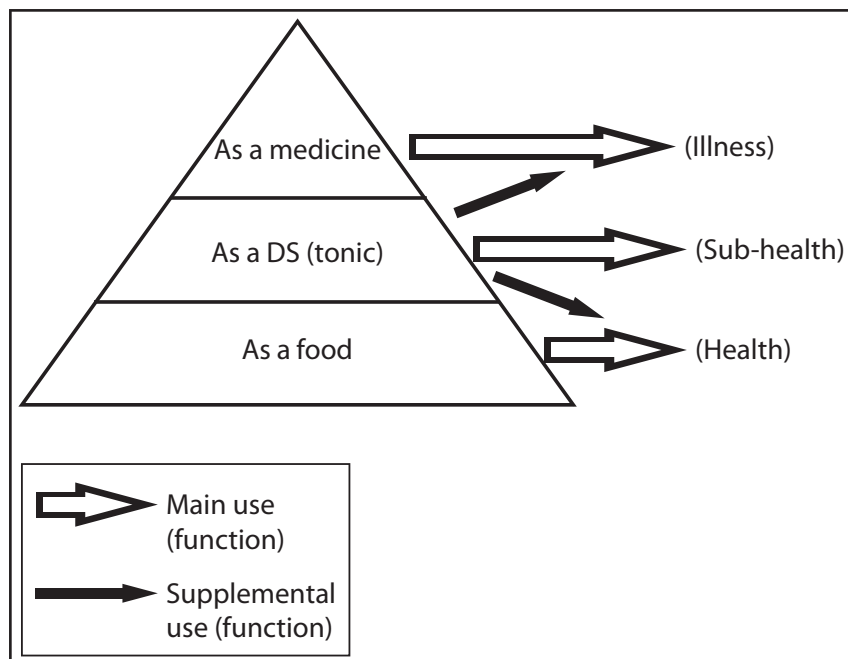 As a medicine
(Illness)
As a DS (tonic)
(Sub-health)
As a food
(Health)
Main use
(function)
Supplemental
use (function)